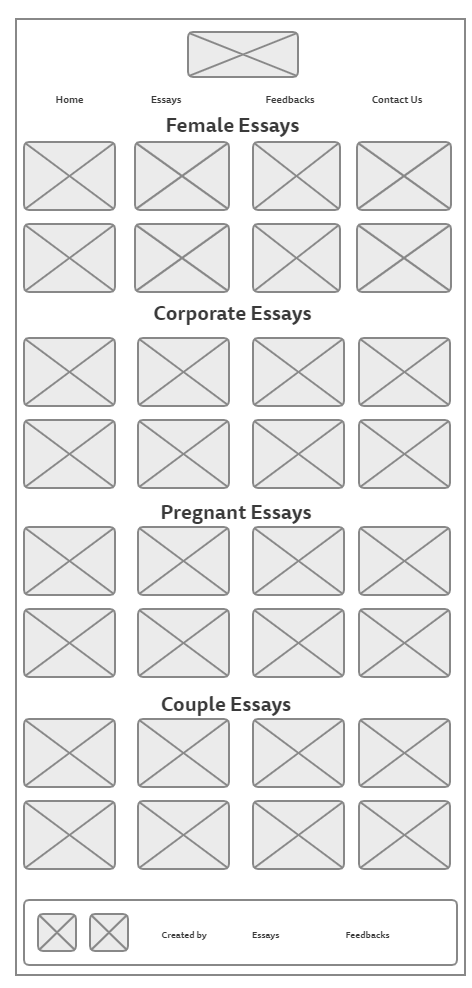 Home Essays Feedbacks Contact Us
Female Essays
Corporate Essays
Pregnant Essays
Couple Essays
Created by Essays Feedbacks